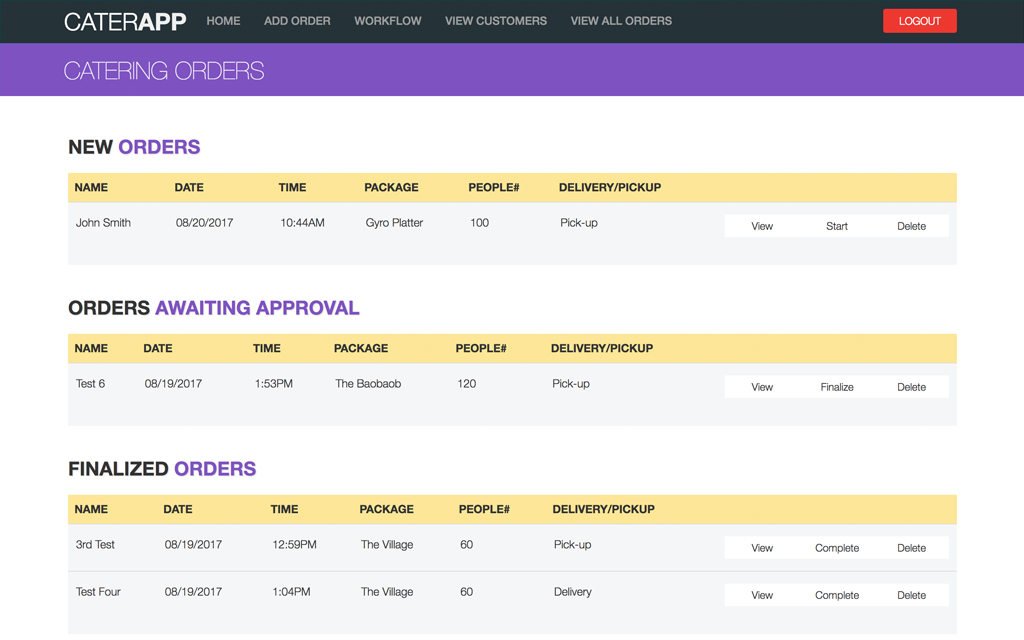 CATERAPP HOME ADD ORDER WORKFLOW VIEW CUSTOMERS VIEW ALL ORDERS LOGOUT
CATERING ORDERS
NEW ORDERS
NAME DATE TIME PACKAGE PEOPLE# DELIVERY/PICKUP
John Smith 08/20/2017 10:44AM Gyro Platter 100 Pick-up View Start Delete
ORDERS AWAITING APPROVAL
NAME DATE TIME PACKAGE PEOPLE# DELIVERY/PICKUP
Test 6 08/19/2017 1:53PM The Baobaob 120 Pick-up View Finalize Delete
FINALIZED ORDERS
NAME DATE TIME PACKAGE PEOPLE# DELIVERY/PICKUP
3rd Test 08/19/2017 12:59PM The Village 60 Pick-up View Complete Delete
Test Four 08/19/2017 1:04PM The Village 60 Delivery View Complete Delete